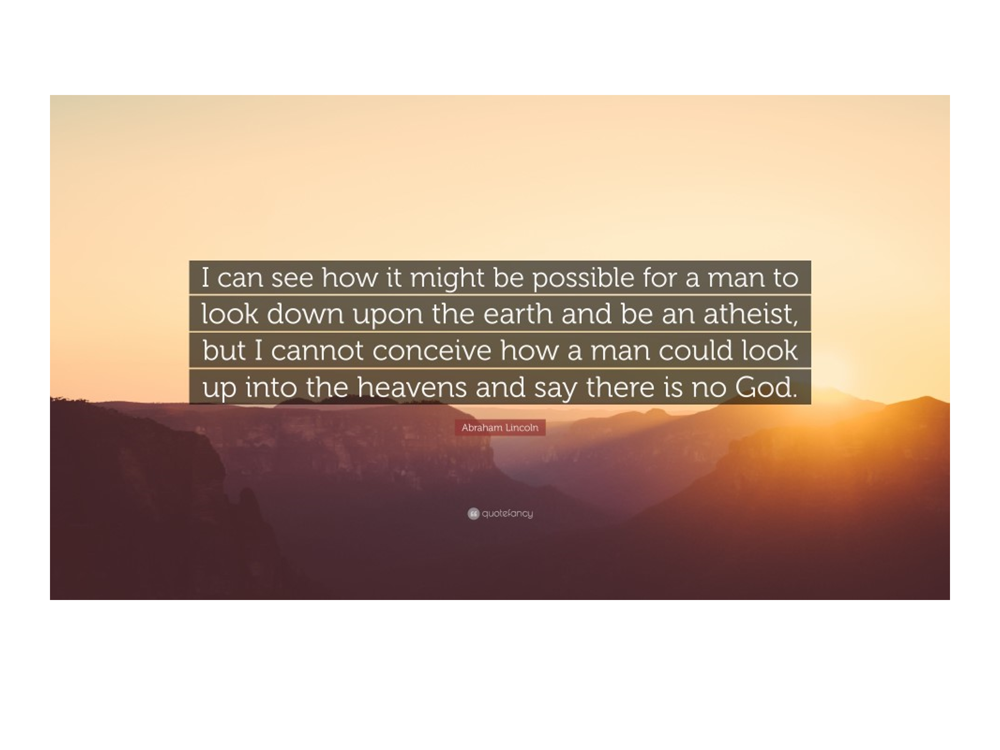 I can see how it might be possible for a man to
look down upon the earth and be an atheist,
but I cannot conceive how a man could look
up into the heavens and say there is no God.
Abraham Lincoln
quotefancy